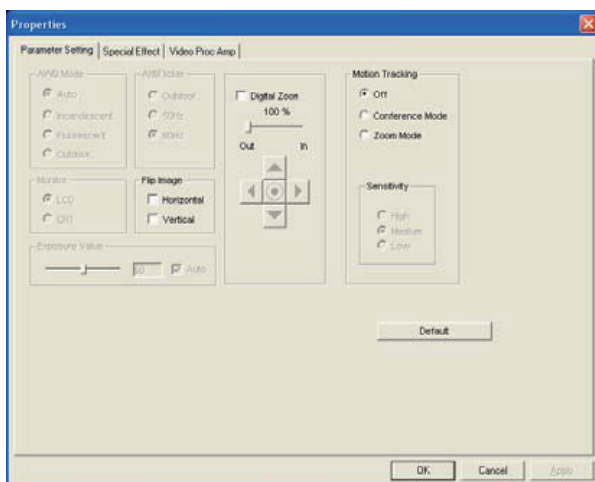 Properties
Parameter Setting
Special Effect
Video Proc Amp
AWB Mode
Auto
Incandescent
Fluorescent
Outdoor
Antiflicker
Outdoor
50Hz
60Hz
Monitor
LCD
CRT
Flip Image
Horizontal
Vertical
Exposure Value
Auto
Digital Zoom
100 %
Out In
Motion Tracking
Off
Conference Mode
Zoom Mode
Sensitivity
High
Medium
Low
Default
OK
Cancel
Apply